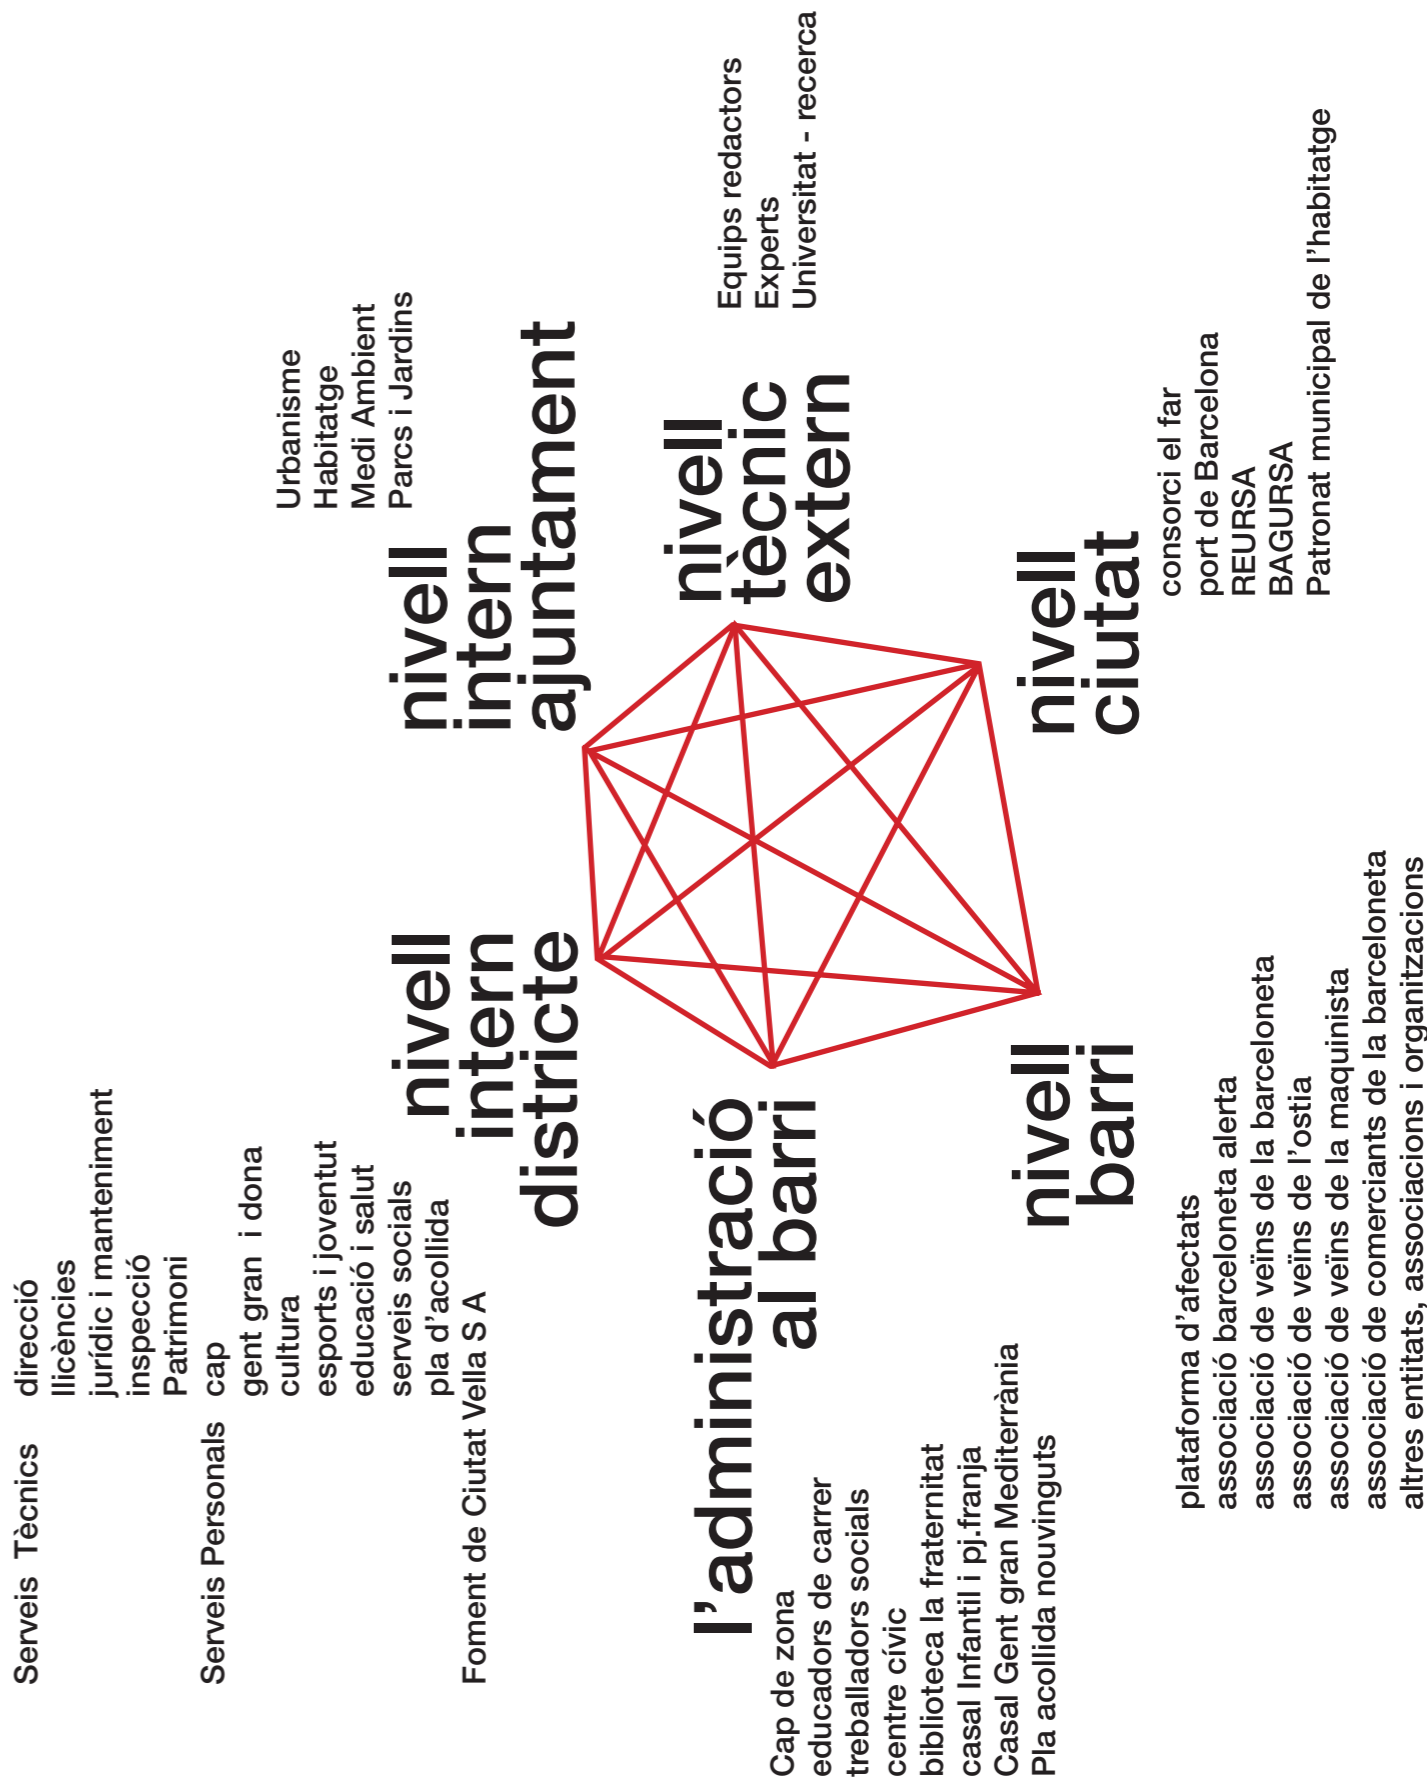 Serveis Tècnics direcció
llicències
jurídic i manteniment
inspecció
Patrimoni
Serveis Personals cap
gent gran i dona
cultura
esports i joventut
educació i salut
serveis socials
pla d'acollida
Foment de Ciutat Vella S A
nivell
intern
districte
Urbanisme
Habitatge
Medi Ambient
Parcs i Jardins
nivell
intern
ajuntament
l'administració
al barri
Cap de zona
educadors de carrer
treballadors socials
centre cívic
biblioteca la fraternitat
casal Infantil i pj.franja
Casal Gent gran Mediterrània
Pla acollida nouvinguts
nivell
tècnic
extern
Equips redactors
Experts
Universitat - recerca
nivell
barri
plataforma d'afectats
associació barceloneta alerta
associació de veïns de la barceloneta
associació de veïns de l'ostia
associació de veïns de la maquinista
associació de comerciants de la barceloneta
altres entitats, associacions i organitzacions
nivell
ciutat
consorci el far
port de Barcelona
REURSA
BAGURSA
Patronat municipal de l'habitatge